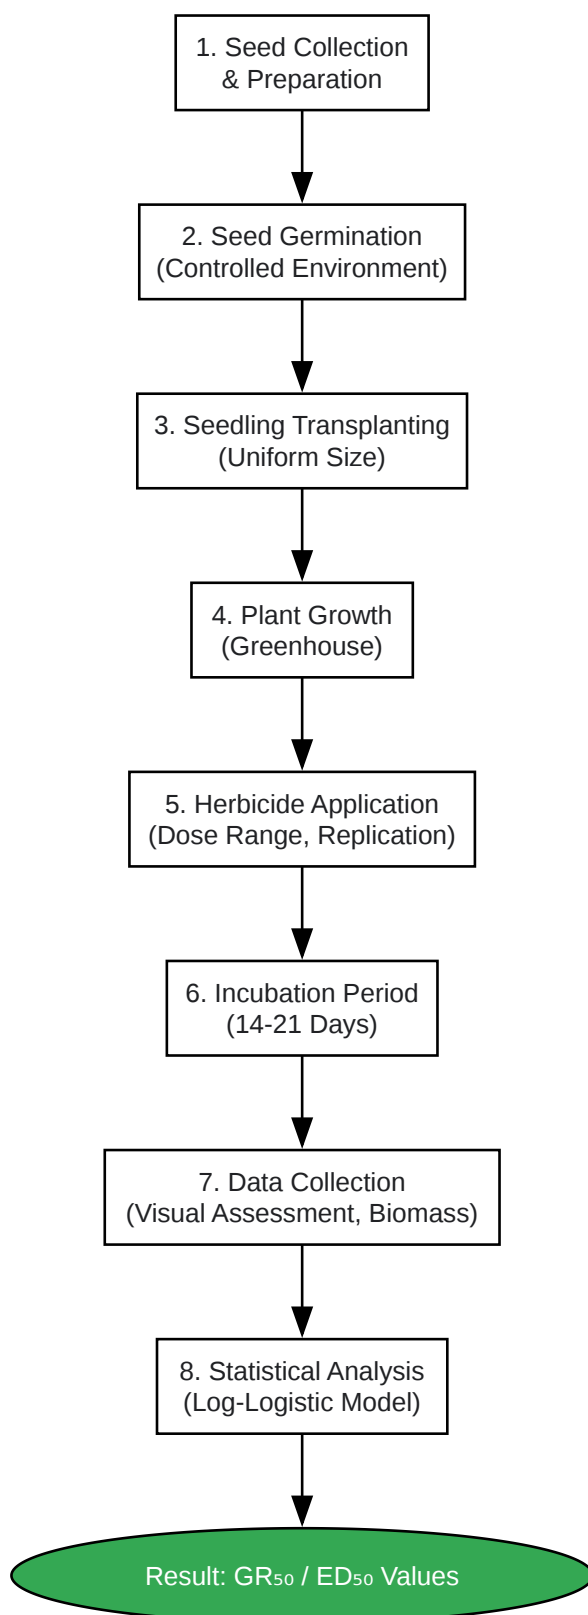 1. Seed Collection
& Preparation
2. Seed Germination
(Controlled Environment)
3. Seedling Transplanting
(Uniform Size)
4. Plant Growth
(Greenhouse)
5. Herbicide Application
(Dose Range, Replication)
6. Incubation Period
(14-21 Days)
7. Data Collection
(Visual Assessment, Biomass)
8. Statistical Analysis
(Log-Logistic Model)
Result: GR₅₀ / ED₅₀ Values